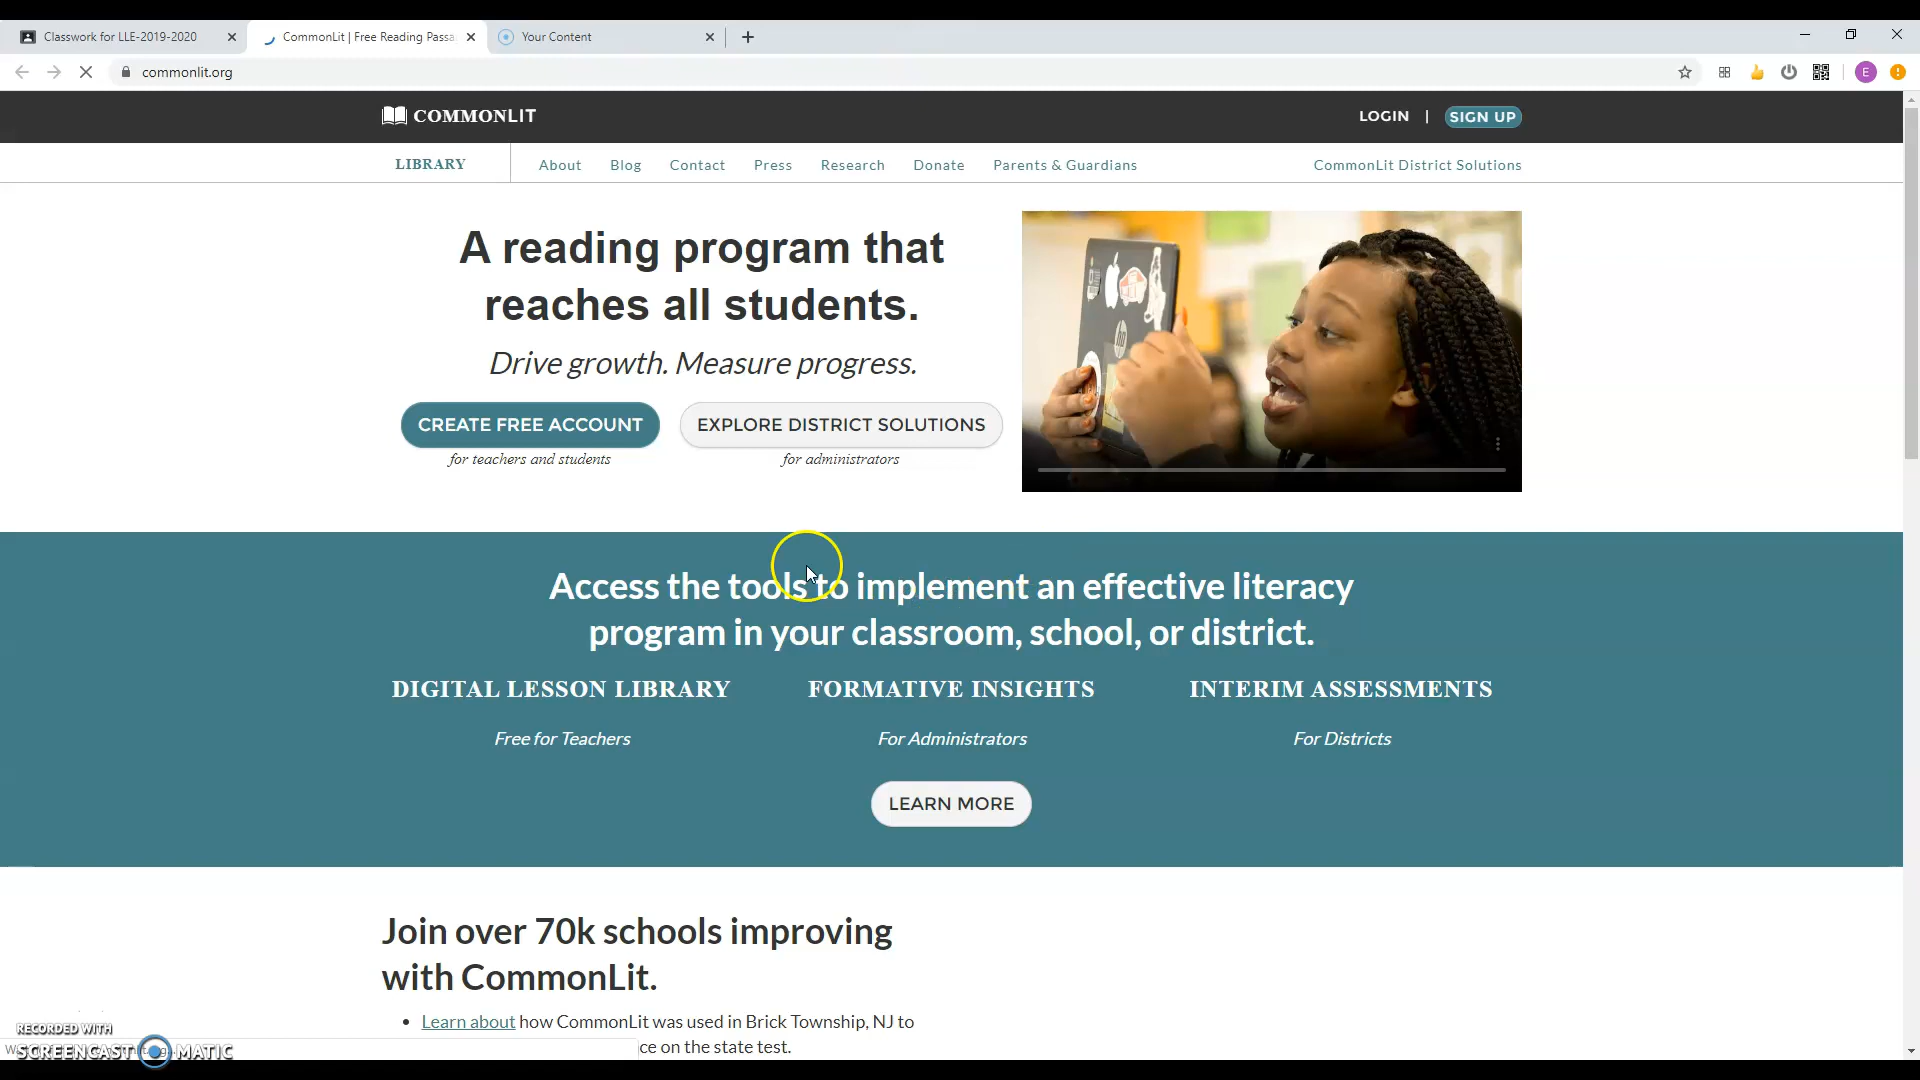 Classwork for LLE-2019-2020
CommonLit | Free Reading Passa
Your Content
commonlit.org
E
COMMONLIT
LOGIN | SIGN UP
LIBRARY
About Blog Contact Press Research Donate Parents & Guardians
CommonLit District Solutions
A reading program that
reaches all students.
Drive growth. Measure progress.
CREATE FREE ACCOUNT
for teachers and students
EXPLORE DISTRICT SOLUTIONS
for administrators
Access the tools to implement an effective literacy
program in your classroom, school, or district.
DIGITAL LESSON LIBRARY
Free for Teachers
FORMATIVE INSIGHTS
For Administrators
INTERIM ASSESSMENTS
For Districts
LEARN MORE
Join over 70k schools improving
with CommonLit.
• Learn about how CommonLit was used in Brick Township, NJ to
ce on the state test.
RECORDED WITH
SCREENCAST MATIC